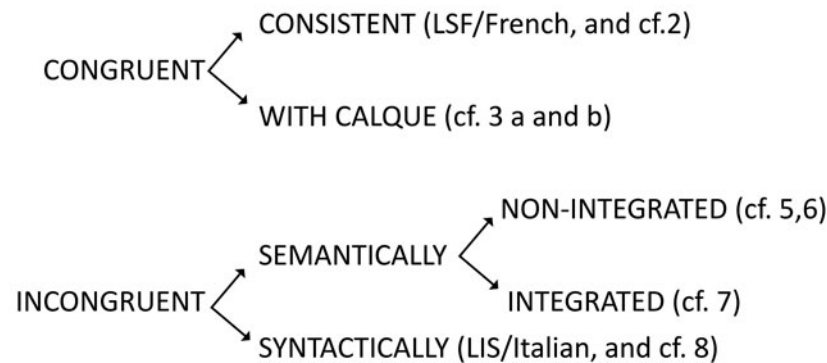 CONSISTENT (LSF/French, and cf.2)
CONGRUENT
WITH CALQUE (cf. 3 a and b)
NON-INTEGRATED (cf. 5,6)
SEMANTICALLY
INCONGRUENT
INTEGRATED (cf. 7)
SYNTACTICALLY (LIS/Italian, and cf. 8)